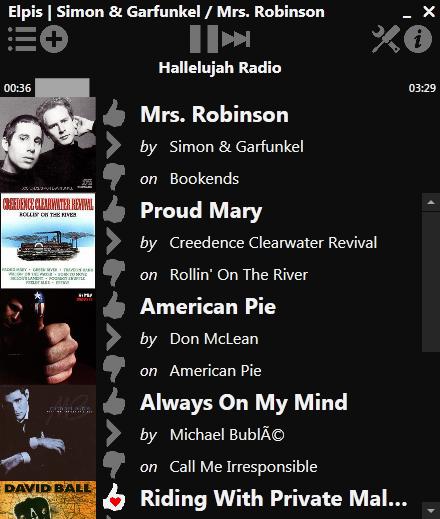 Elpis | Simon & Garfunkel / Mrs. Robinson
Hallelujah Radio
00:36
03:29
Mrs. Robinson
by Simon & Garfunkel
on Bookends
CREEDENCE CLEARWATER REVIVAL
ROLLIN' ON THE RIVER
Proud Mary
by Creedence Clearwater Revival
on Rollin' On The River
American Pie
by Don McLean
on American Pie
Always On My Mind
by Michael BublÃ©
on Call Me Irresponsible
DAVID BALL
Riding With Private Mal...